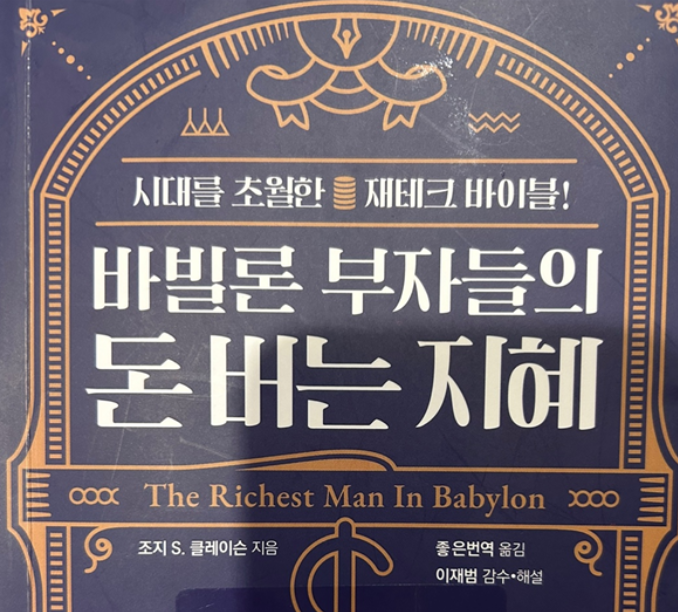 시대를 초월한 재테크 바이블!
바빌론 부자들의
돈 버는 지혜
The Richest Man In Babylon
조지 S. 클레이슨 지음
좋은번역 옮김
이재범 감수•해설